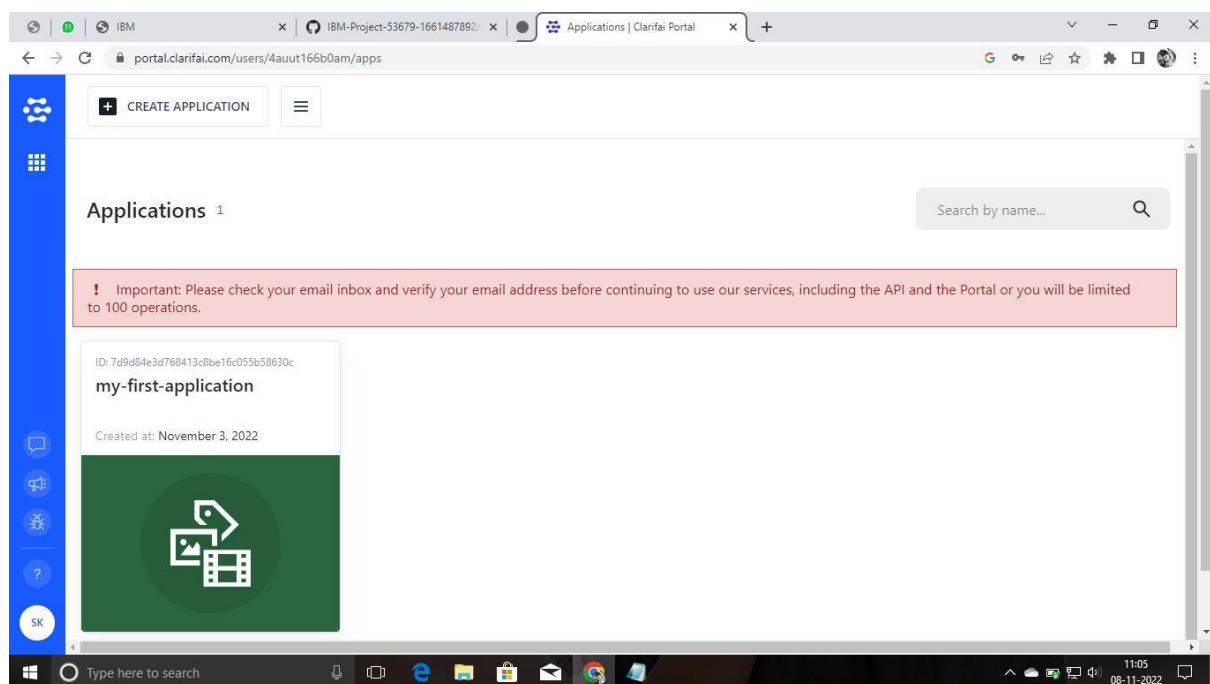 IBM
IBM-Project-53679-1661487892/
Applications | Clarifai Portal
portal.clarifai.com/users/4auut166b0am/apps
CREATE APPLICATION
Applications 1
Search by name...
! Important: Please check your email inbox and verify your email address before continuing to use our services, including the API and the Portal or you will be limited
to 100 operations.
ID: 7d9d84e3d768413c8be16c055b58630c
my-first-application
Created at: November 3, 2022
?
SK
Type here to search
11:05
08-11-2022